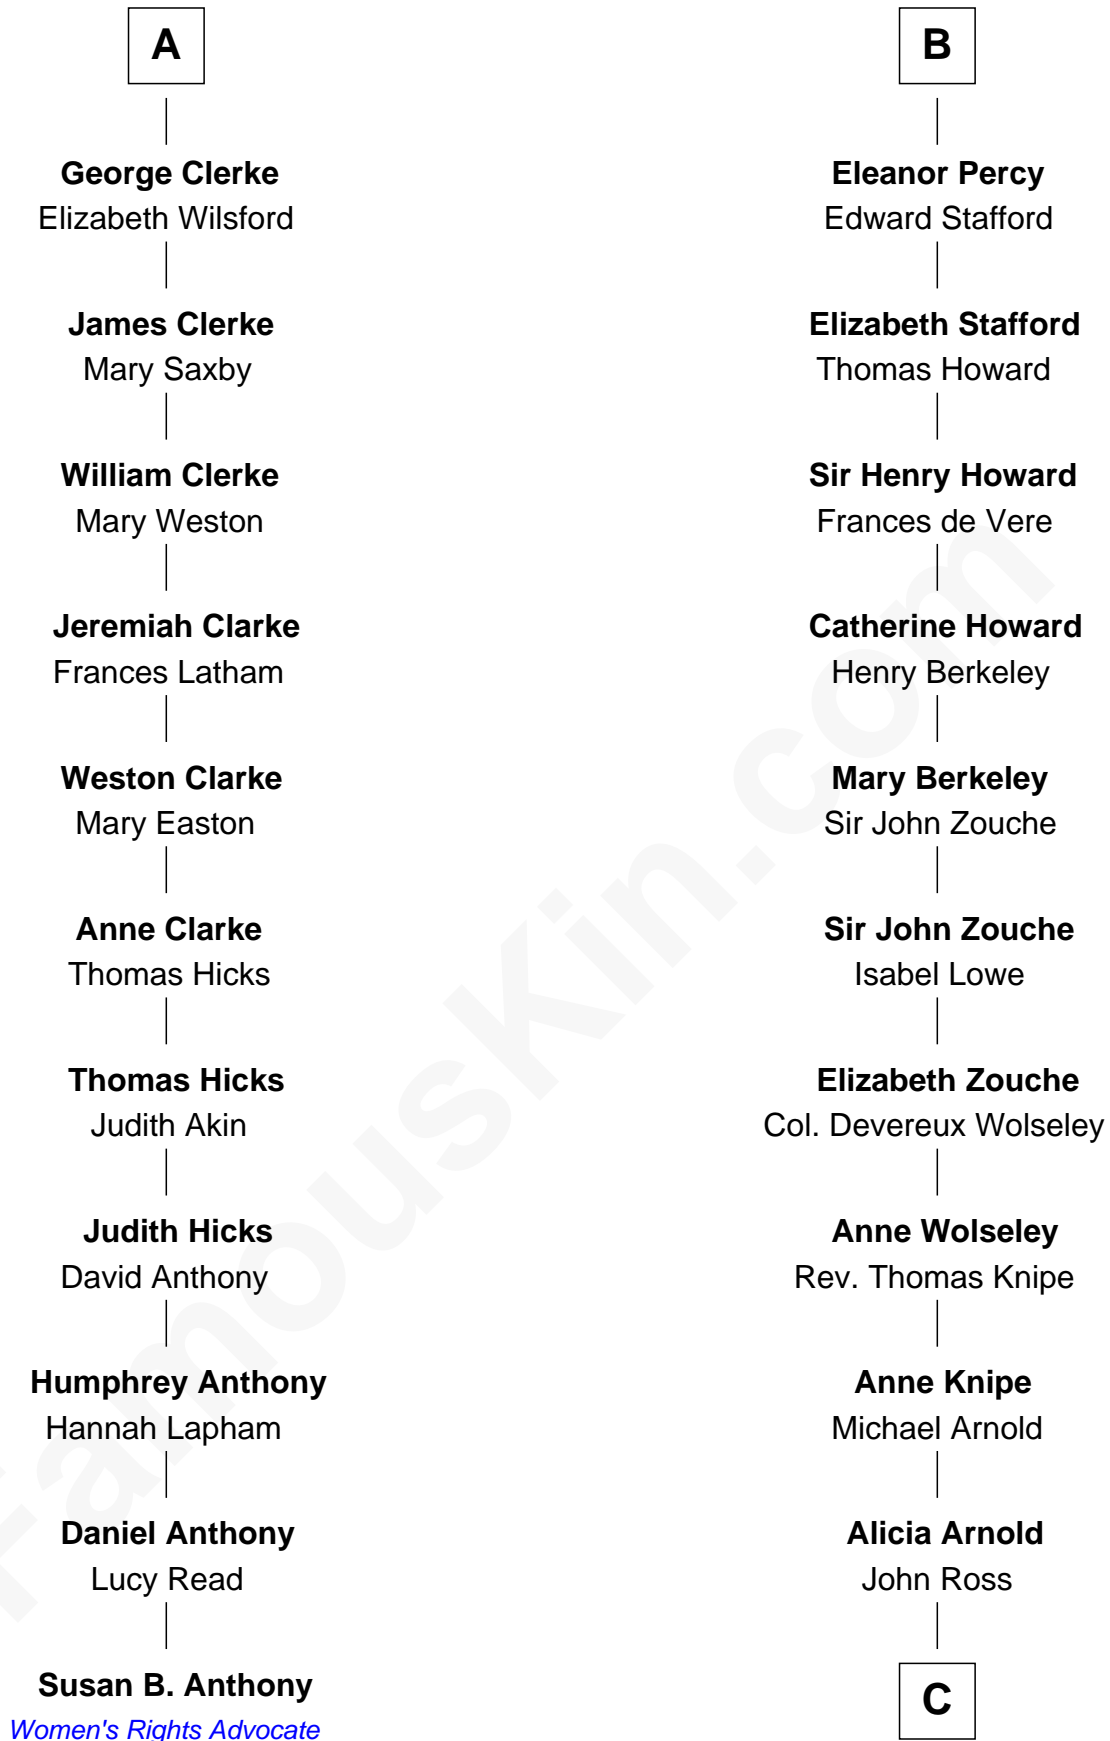 A
George Clerke
Elizabeth Wilsford
James Clerke
Mary Saxby
William Clerke
Mary Weston
Jeremiah Clarke
Frances Latham
Weston Clarke
Mary Easton
Anne Clarke
Thomas Hicks
Thomas Hicks
Judith Akin
Judith Hicks
David Anthony
Humphrey Anthony
Hannah Lapham
Daniel Anthony
Lucy Read
Susan B. Anthony
Women's Rights Advocate
B
Eleanor Percy
Edward Stafford
Elizabeth Stafford
Thomas Howard
Sir Henry Howard
Frances de Vere
Catherine Howard
Henry Berkeley
Mary Berkeley
Sir John Zouche
Sir John Zouche
Isabel Lowe
Elizabeth Zouche
Col. Devereux Wolseley
Anne Wolseley
Rev. Thomas Knipe
Anne Knipe
Michael Arnold
Alicia Arnold
John Ross
C
FamousKin.com